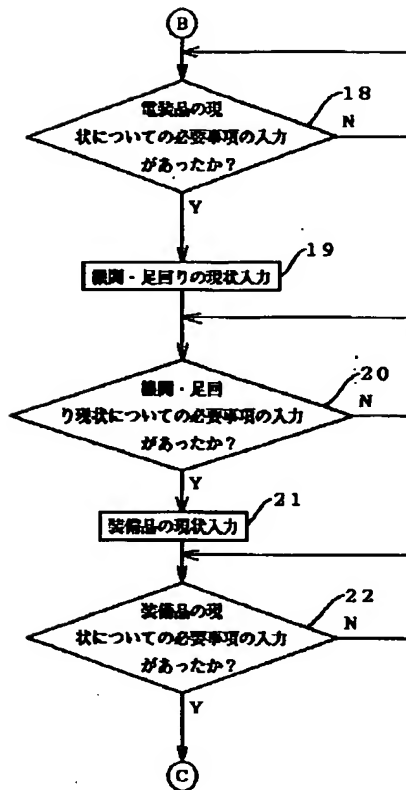 B
電装品の現
状についての必要事項の入力
があったか？
18
N
Y
機関・足回りの現状入力
19
機関・足回
り現状についての必要事項の入力
があったか？
20
N
Y
装備品の現状入力
21
装備品の現
状についての必要事項の入力
があったか？
22
N
Y
C